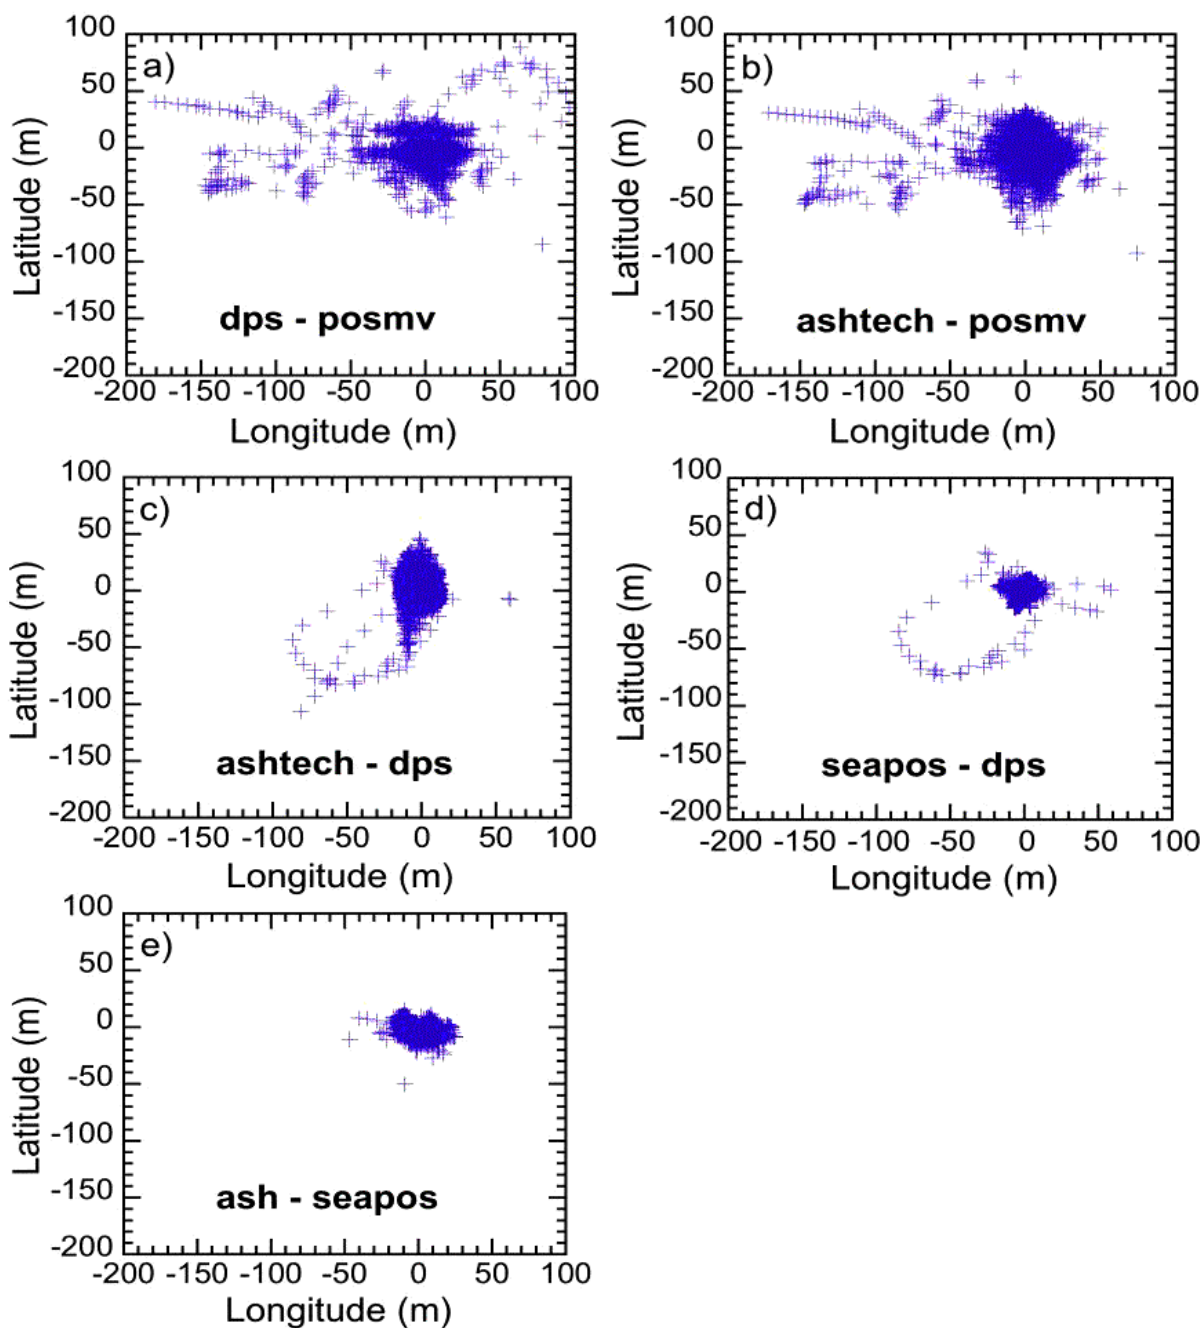 a)
100
50
0
-50
-100
-150
-200
Latitude (m)
dps - posmv
-200 -150 -100 -50 0 50 100
Longitude (m)
b)
100
50
0
-50
-100
-150
-200
Latitude (m)
ashtech - posmv
-200 -150 -100 -50 0 50 100
Longitude (m)
c)
100
50
0
-50
-100
-150
-200
Latitude (m)
ashtech - dps
-200 -150 -100 -50 0 50 100
Longitude (m)
d)
100
50
0
-50
-100
-150
-200
Latitude (m)
seapos - dps
-200 -150 -100 -50 0 50 100
Longitude (m)
e)
100
50
0
-50
-100
-150
-200
Latitude (m)
ash - seapos
-200 -150 -100 -50 0 50 100
Longitude (m)